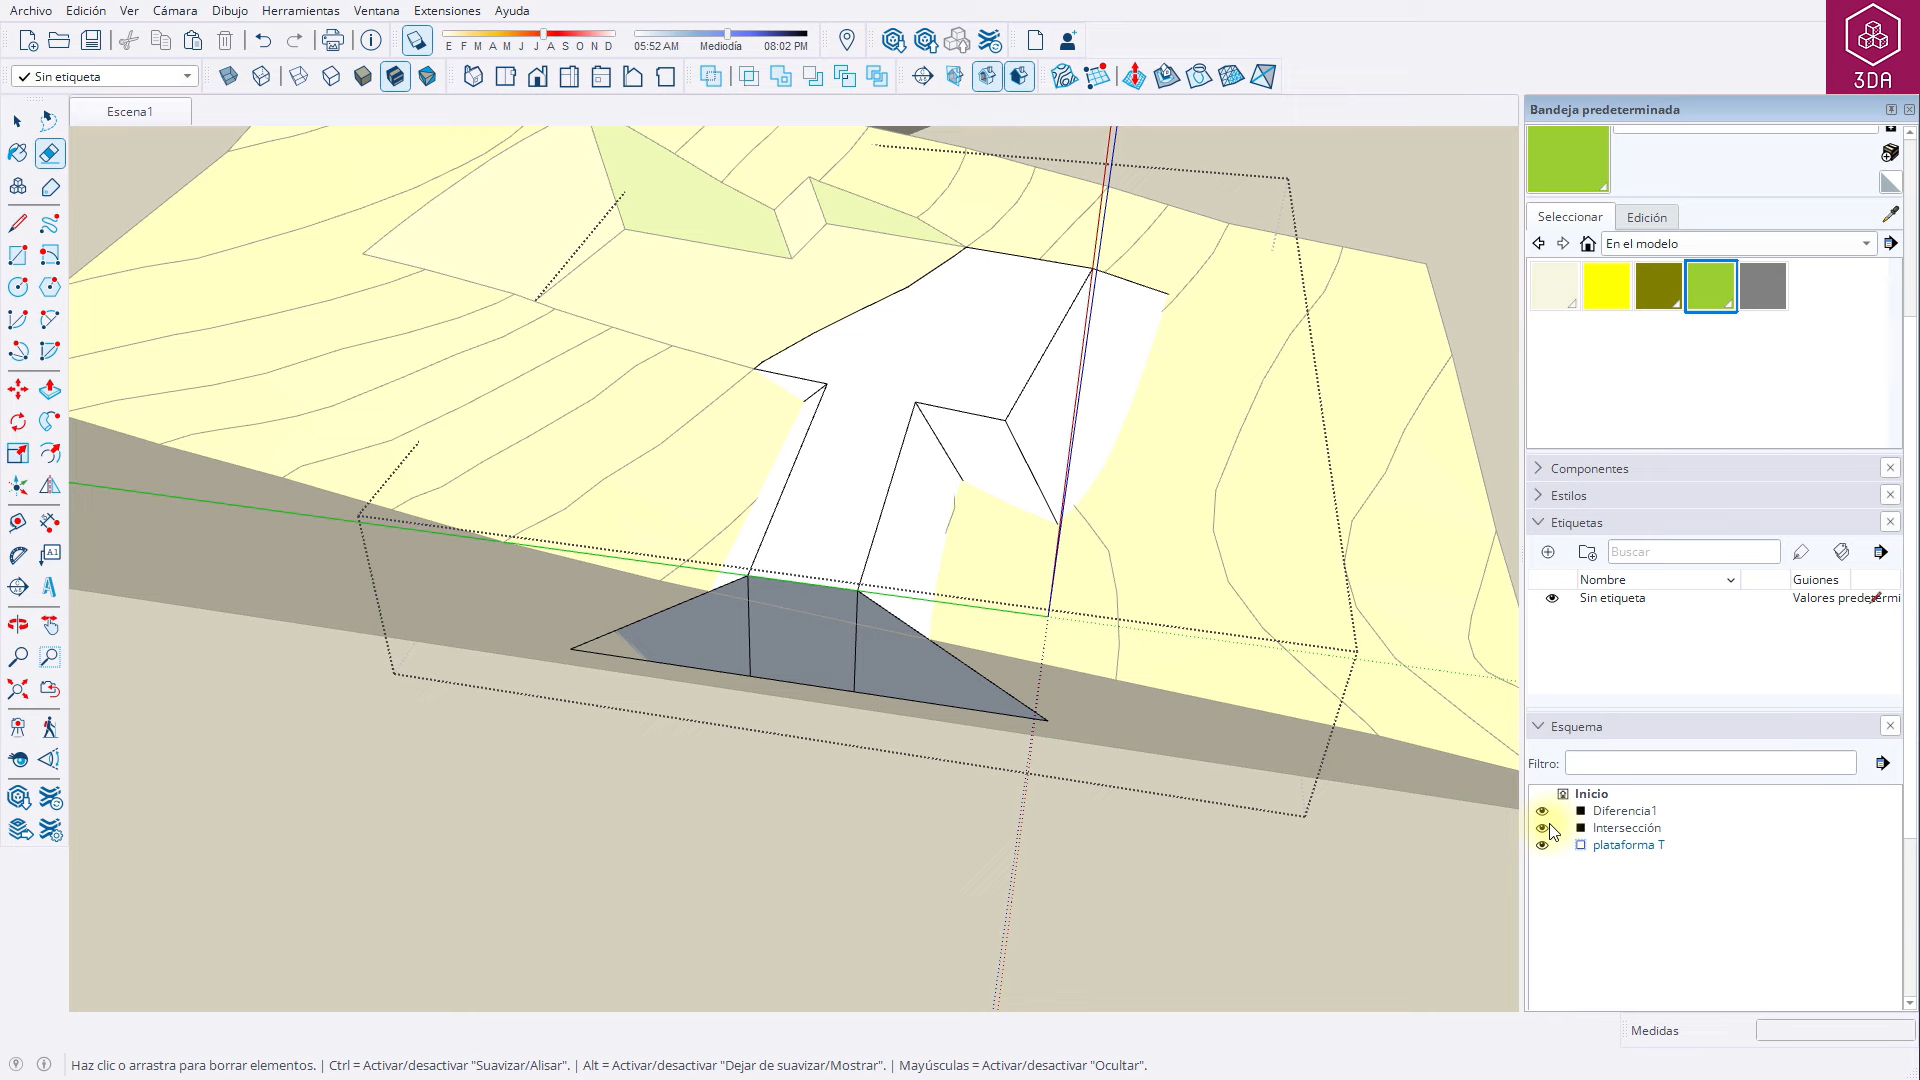 Archivo Edición Ver Cámara Dibujo Herramientas Ventana Extensiones Ayuda
3DA
E F M A M J J A S O N D
05:52 AM Mediodía 08:02 PM
Sin etiqueta
Escena1
Bandeja predeterminada
Seleccionar Edición
En el modelo
Componentes
Estilos
Etiquetas
Buscar
Nombre Guiones
Sin etiqueta Valores predetermi
Esquema
Filtro:
Inicio
Diferencia1
Intersección
plataforma T
A1
Medidas
Haz clic o arrastra para borrar elementos. | Ctrl = Activar/desactivar "Suavizar/Alisar". | Alt = Activar/desactivar "Dejar de suavizar/Mostrar". | Mayúsculas = Activar/desactivar "Ocultar".